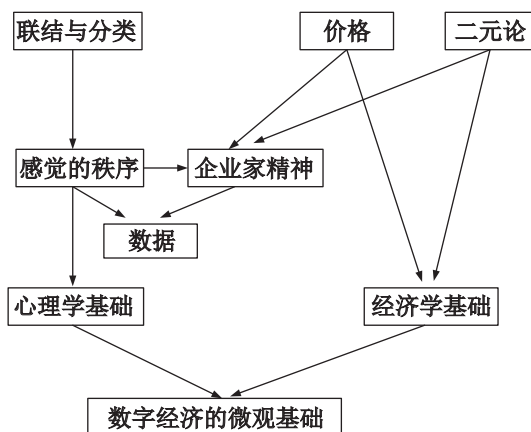 联结与分类
价格
二元论
感觉的秩序
企业家精神
数据
心理学基础
经济学基础
数字经济的微观基础